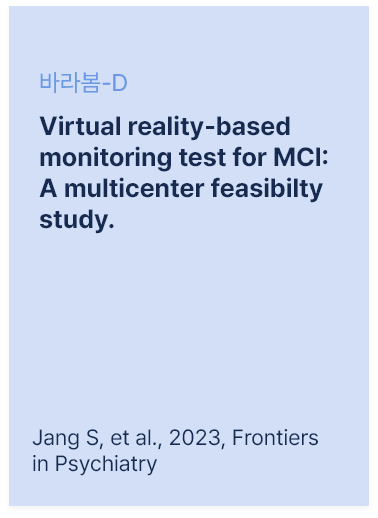 바라봄-D
Virtual reality-based
monitoring test for MCI:
A multicenter feasibilty
study.
Jang S, et al., 2023, Frontiers
in Psychiatry